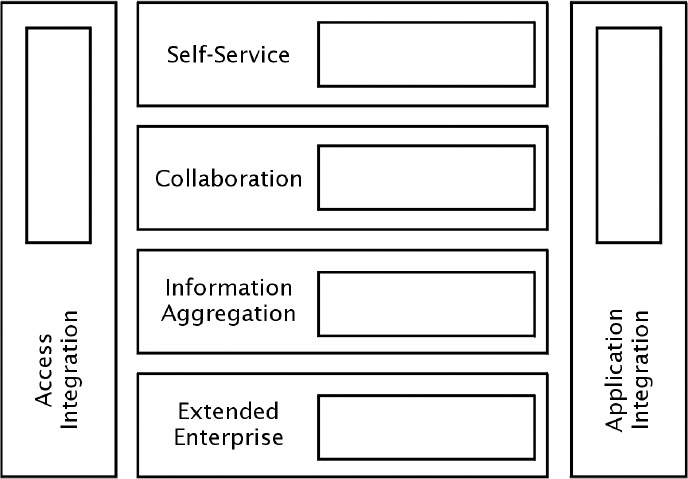 Self-Service
Collaboration
Information
Aggregation
Extended
Enterprise
Access
Integration
Application
Integration